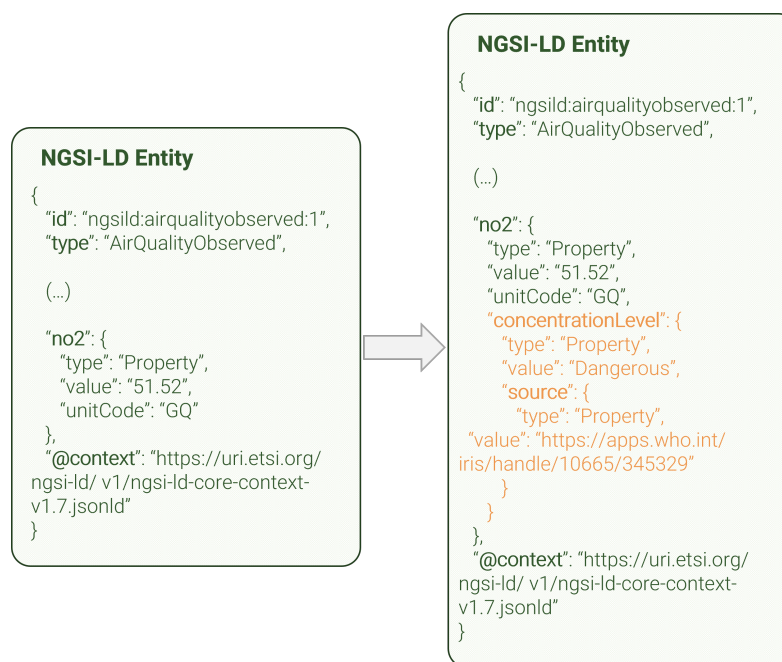 NGSI-LD Entity
{
“id”: “ngsild:airqualityobserved:1”,
“type”: “AirQualityObserved”,
(...)
“no2”: {
“type”: “Property”,
“value”: “51.52”,
“unitCode”: “GQ”
},
“@context”: “https://uri.etsi.org/
ngsi-ld/ v1/ngsi-ld-core-context-
v1.7.jsonld”
}
NGSI-LD Entity
{
“id”: “ngsild:airqualityobserved:1”,
“type”: “AirQualityObserved”,
(...)
“no2”: {
“type”: “Property”,
“value”: “51.52”,
“unitCode”: “GQ”,
“concentrationLevel”: {
“type”: “Property”,
“value”: “Dangerous”,
“source”: {
“type”: “Property”,
“value”: “https://apps.who.int/
iris/handle/10665/345329”
}
}
},
“@context”: “https://uri.etsi.org/
ngsi-ld/ v1/ngsi-ld-core-context-
v1.7.jsonld”
}